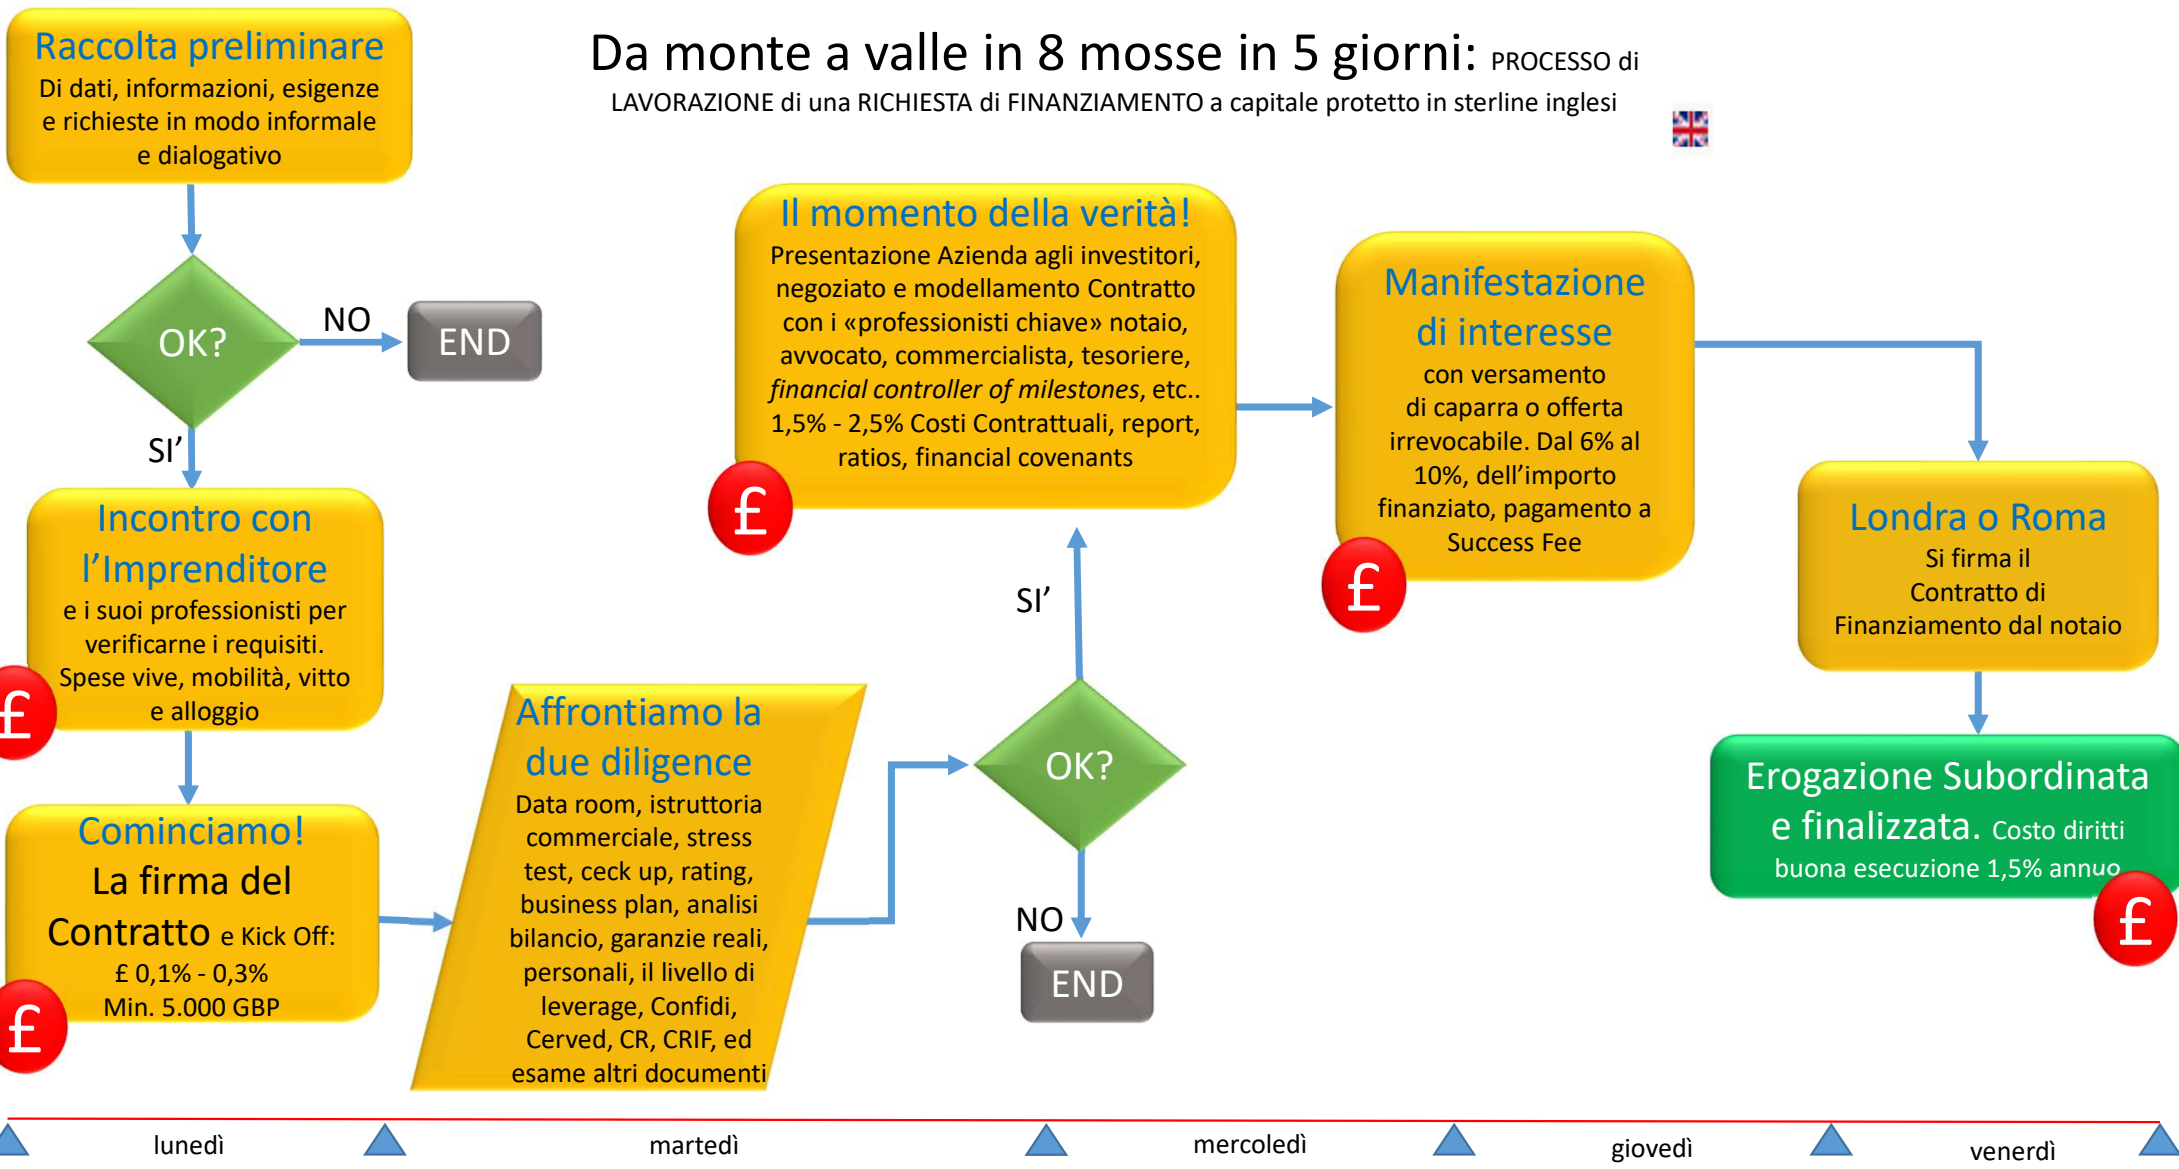 Da monte a valle in 8 mosse in 5 giorni: PROCESSO di
LAVORAZIONE di una RICHIESTA di FINANZIAMENTO a capitale protetto in sterline inglesi
Raccolta preliminare
Di dati, informazioni, esigenze
e richieste in modo informale
e dialogativo
OK?
NO
END
SI’
Incontro con
l’Imprenditore
e i suoi professionisti per
verificarne i requisiti.
Spese vive, mobilità, vitto
e alloggio
£
Cominciamo!
La firma del
Contratto e Kick Off:
£ 0,1% - 0,3%
Min. 5.000 GBP
£
Affrontiamo la
due diligence
Data room, istruttoria
commerciale, stress
test, ceck up, rating,
business plan, analisi
bilancio, garanzie reali,
personali, il livello di
leverage, Confidi,
Cerved, CR, CRIF, ed
esame altri documenti
OK?
NO
END
SI’
Il momento della verità!
Presentazione Azienda agli investitori,
negoziato e modellamento Contratto
con i «professionisti chiave» notaio,
avvocato, commercialista, tesoriere,
financial controller of milestones, etc..
1,5% - 2,5% Costi Contrattuali, report,
ratios, financial covenants
£
Manifestazione
di interesse
con versamento
di caparra o offerta
irrevocabile. Dal 6% al
10%, dell’importo
finanziato, pagamento a
Success Fee
£
Londra o Roma
Si firma il
Contratto di
Finanziamento dal notaio
Erogazione Subordinata
e finalizzata. Costo diritti
buona esecuzione 1,5% annuo
£
lunedì
martedì
mercoledì
giovedì
venerdì